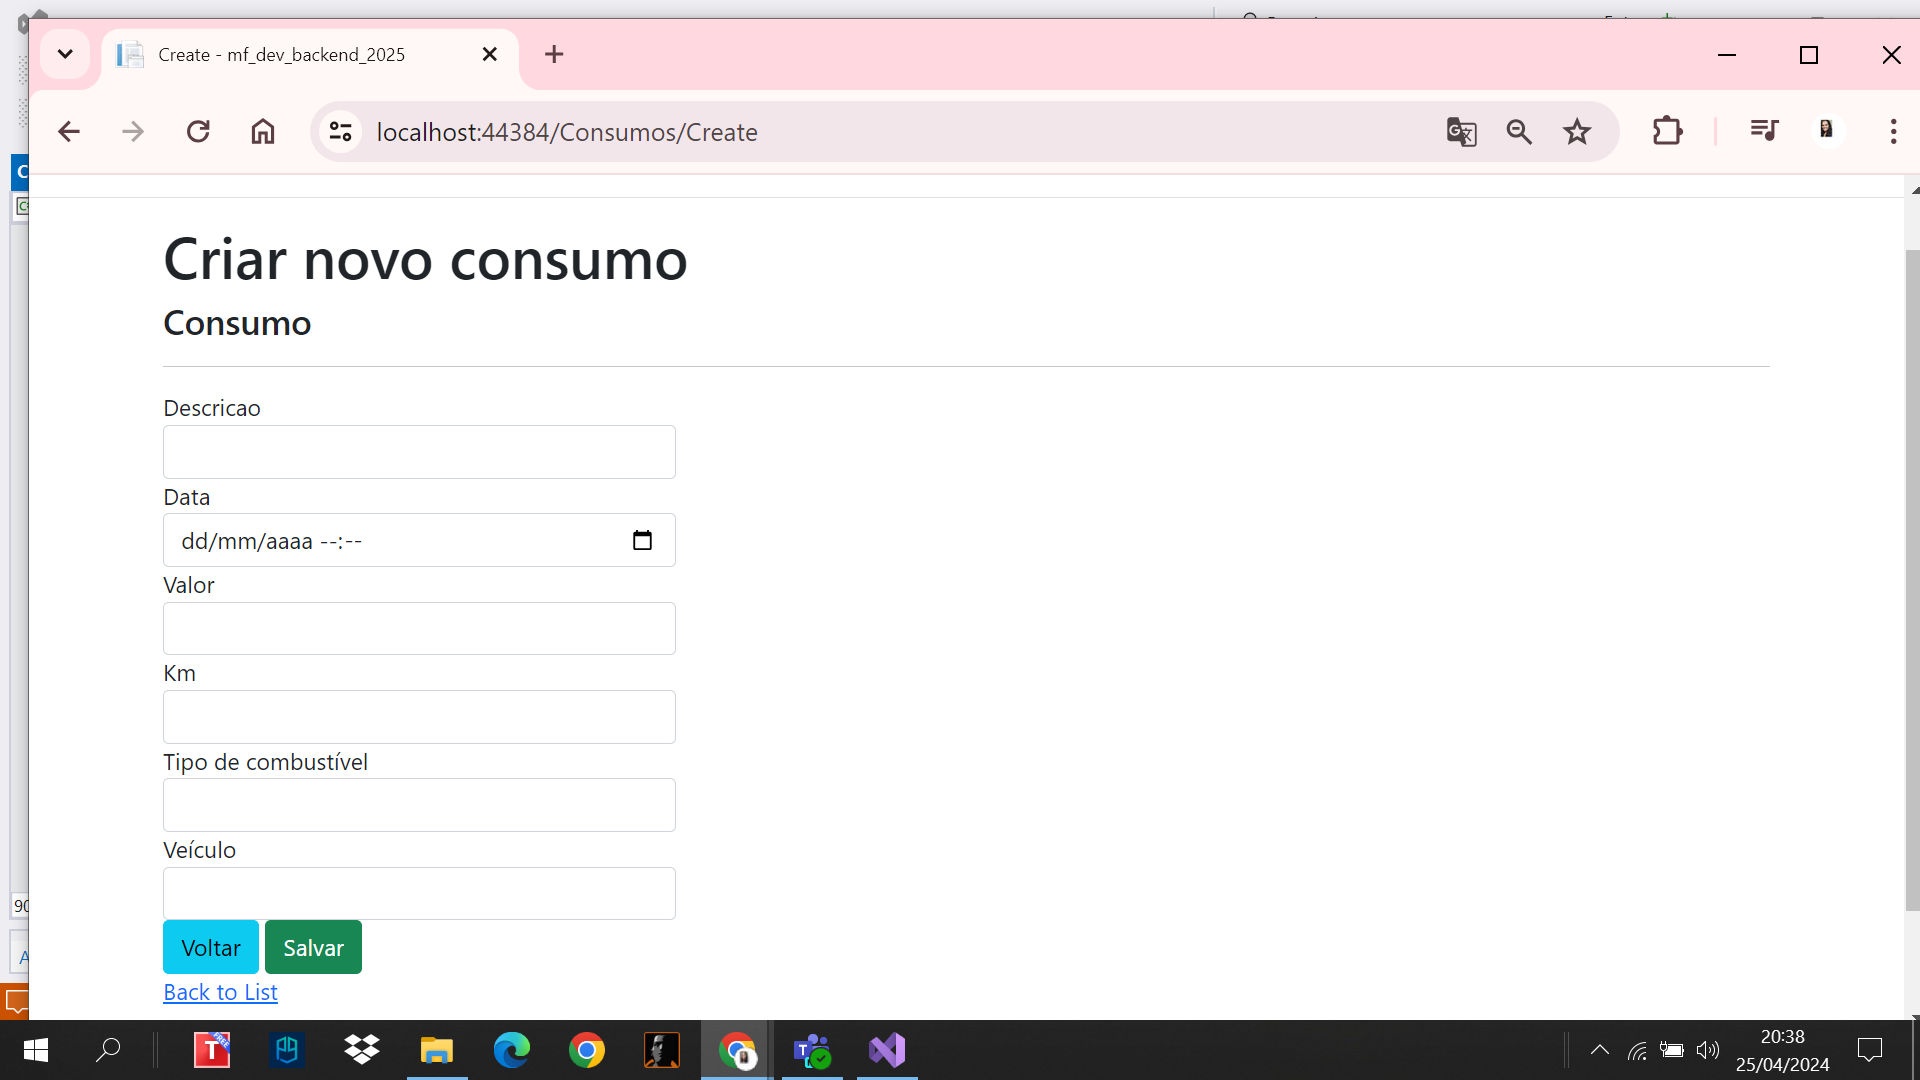 Create - mf_dev_backend_2025
localhost:44384/Consumos/Create
Criar novo consumo
Consumo
Descricao
Data
dd/mm/aaaa --:--
Valor
Km
Tipo de combustível
Veículo
Voltar Salvar
Back to List
20:38
25/04/2024